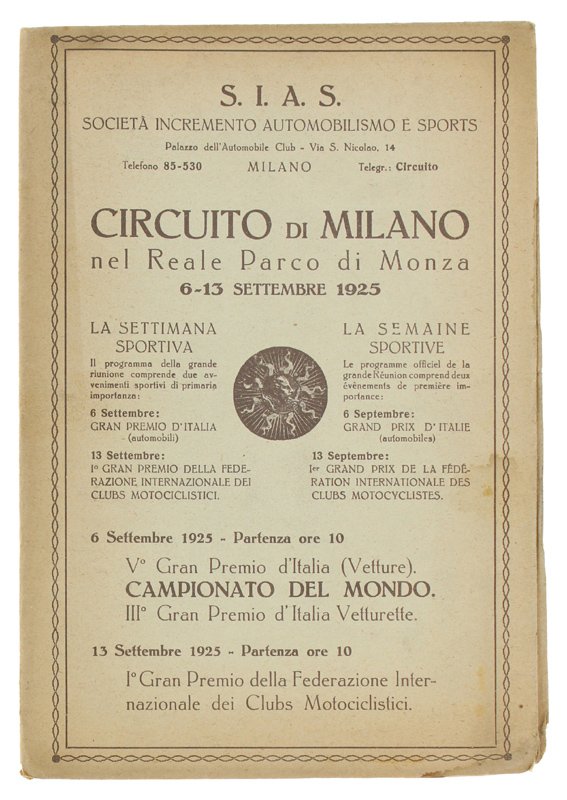 S. I. A. S.
SOCIETÀ INCREMENTO AUTOMOBILISMO E SPORTS
Palazzo dell'Automobile Club - Via S. Nicolao, 14
Telefono 85-530 MILANO Telegr.: Circuito
CIRCUITO DI MILANO
nel Reale Parco di Monza
6-13 SETTEMBRE 1925
LA SETTIMANA
SPORTIVA
Il programma della grande
riunione comprende due av-
venimenti sportivi di primaria
importanza:
6 Settembre:
GRAN PREMIO D'ITALIA
(automobili)
13 Settembre:
Iº GRAN PREMIO DELLA FEDE-
RAZIONE INTERNAZIONALE DEI
CLUBS MOTOCICLISTICI.
LA SEMAINE
SPORTIVE
Le programme officiel de la
grande Réunion comprend deux
événements de première im-
portance:
6 Septembre:
GRAND PRIX D'ITALIE
(automobiles)
13 Septembre:
Ier GRAND PRIX DE LA FÉDÉ-
RATION INTERNATIONALE DES
CLUBS MOTOCYCLISTES.
6 Settembre 1925 - Partenza ore 10
Vº Gran Premio d'Italia (Vetture).
CAMPIONATO DEL MONDO.
IIIº Gran Premio d'Italia Vetturette.
13 Settembre 1925 - Partenza ore 10
Iº Gran Premio della Federazione Inter-
nazionale dei Clubs Motociclistici.